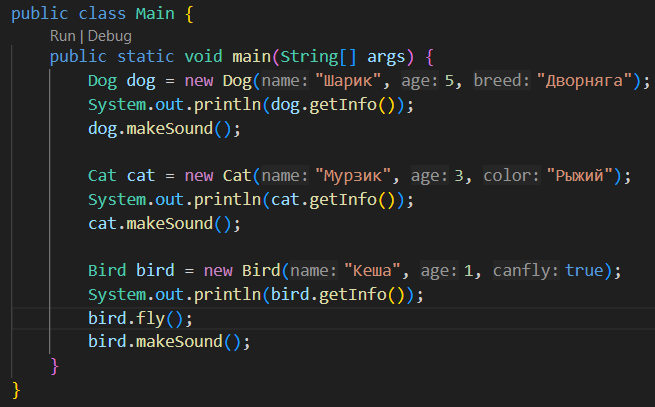 public class Main {
Run | Debug
public static void main(String[] args) {
Dog dog = new Dog(name: "Шарик", age: 5, breed: "Дворняга");
System.out.println(dog.getInfo());
dog.makeSound();
Cat cat = new Cat(name: "Мурзик", age: 3, color: "Рыжий");
System.out.println(cat.getInfo());
cat.makeSound();
Bird bird = new Bird(name: "Кеша", age: 1, canfly: true);
System.out.println(bird.getInfo());
bird.fly();
bird.makeSound();
}
}